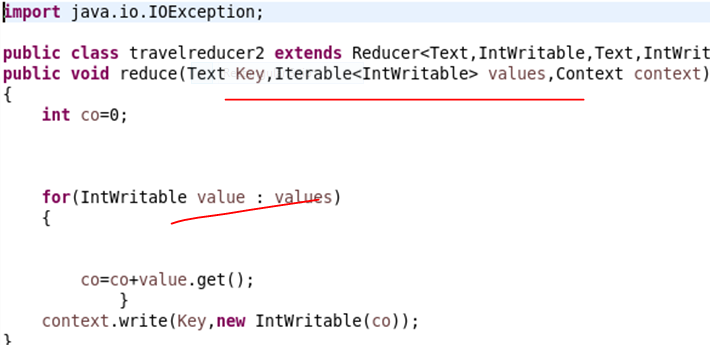 import java.io.IOException;
public class travelreducer2 extends Reducer<Text,IntWritable,Text,IntWrit
public void reduce(Text Key,Iterable<IntWritable> values,Context context)
{
int co=0;
for(IntWritable value : values)
{
co=co+value.get();
}
context.write(Key,new IntWritable(co));
}